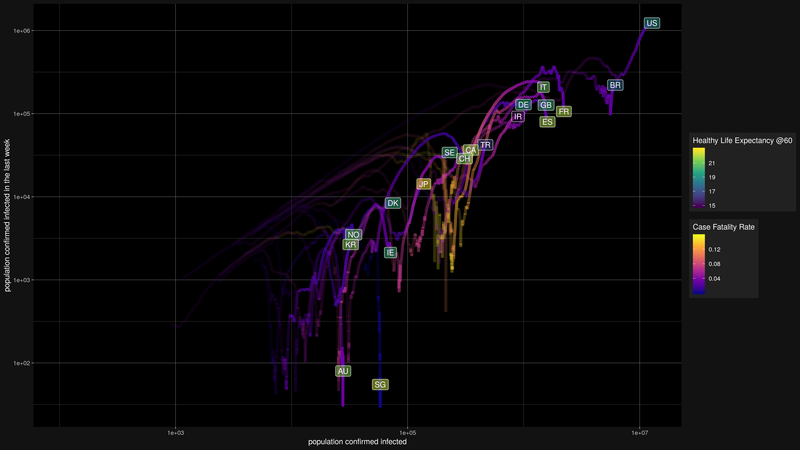 US
1e+06
BR
IT
DE
GB
1e+05
FR
IR
ES
Healthy Life Expectancy @60
TR
CA
SE
CH
21
19
17
15
JP
1e+04
DK
NO
KR
IE
Case Fatality Rate
0.12
0.08
0.04
1e+03
1e+02
AU
SG
1e+03
1e+05
1e+07
population confirmed infected
population confirmed infected in the last week